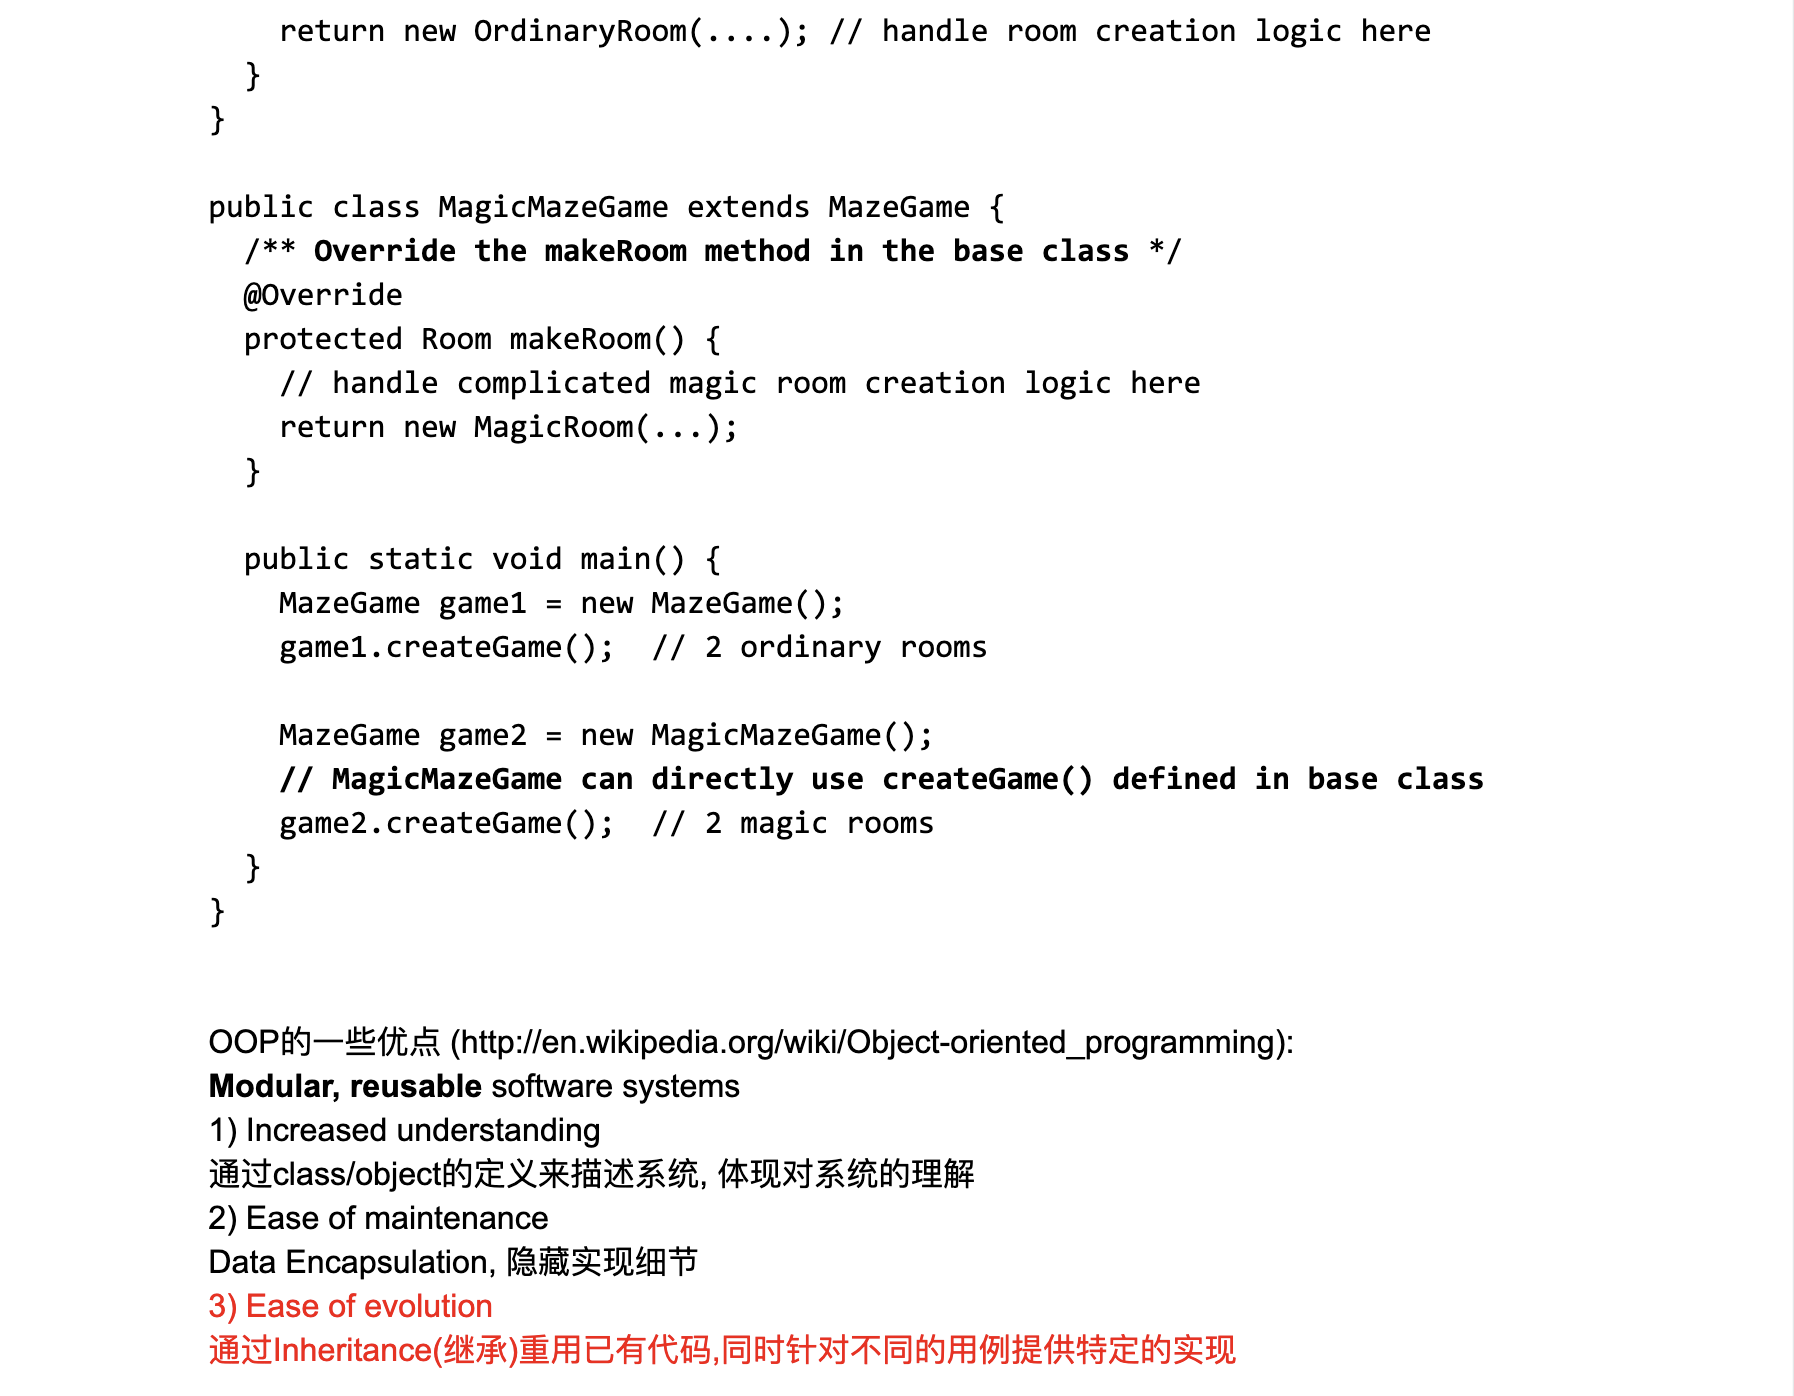 return new OrdinaryRoom(....); // handle room creation logic here
}
}
public class MagicMazeGame extends MazeGame {
/** Override the makeRoom method in the base class */
@Override
protected Room makeRoom() {
// handle complicated magic room creation logic here
return new MagicRoom(...);
}
public static void main() {
MazeGame game1 = new MazeGame();
game1.createGame();  // 2 ordinary rooms
MazeGame game2 = new MagicMazeGame();
// MagicMazeGame can directly use createGame() defined in base class
game2.createGame();  // 2 magic rooms
}
}
OOP的一些优点 (http://en.wikipedia.org/wiki/Object-oriented_programming):
Modular, reusable software systems
1) Increased understanding
通过class/object的定义来描述系统, 体现对系统的理解
2) Ease of maintenance
Data Encapsulation, 隐藏实现细节
3) Ease of evolution
通过Inheritance(继承)重用已有代码,同时针对不同的用例提供特定的实现